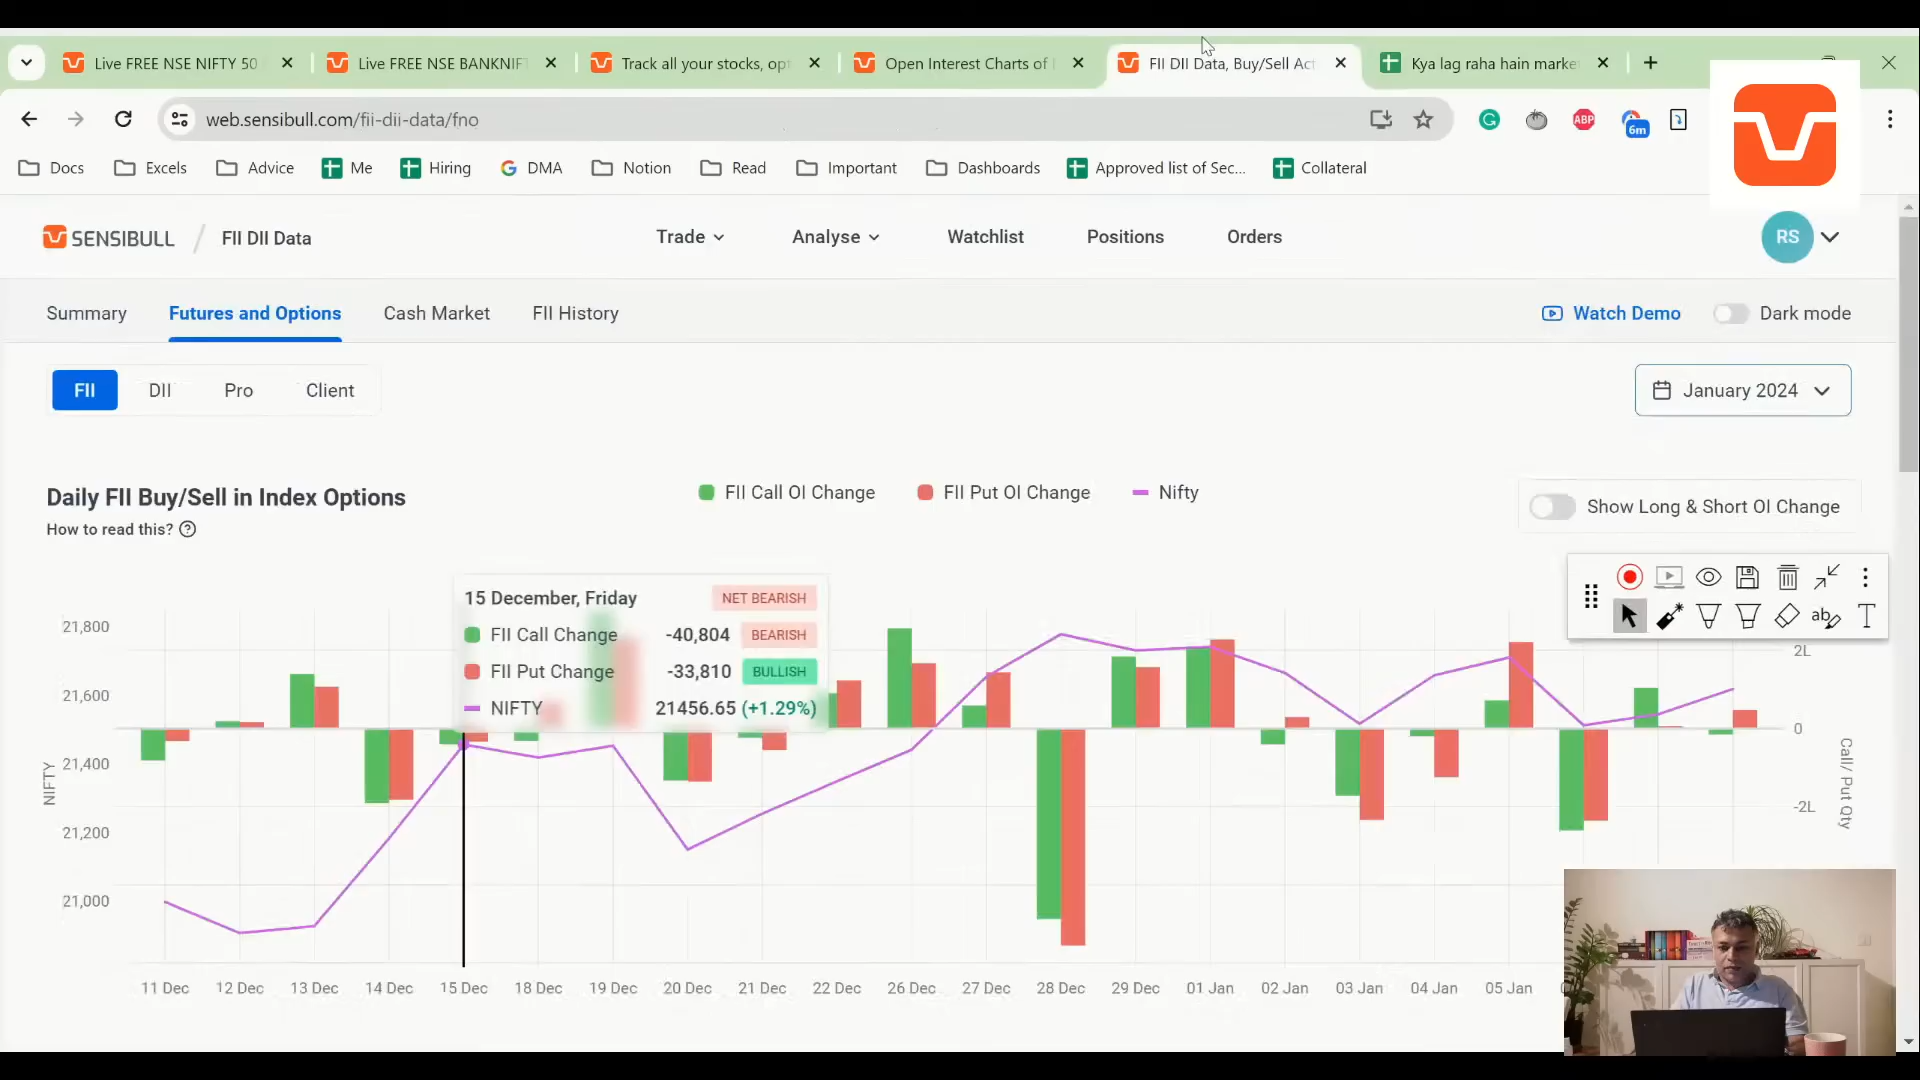 Live FREE NSE NIFTY 50
Live FREE NSE BANKNIFT
Track all your stocks, opt
Open Interest Charts of
FII DII Data, Buy/Sell Act
Kya lag raha hain marke
web.sensibull.com/fii-dii-data/fno
ABP
6m
Docs
Excels
Advice
Me
Hiring
DMA
Notion
Read
Important
Dashboards
Approved list of Sec...
Collateral
SENSIBULL / FII DII Data
Trade
Analyse
Watchlist
Positions
Orders
RS
Summary
Futures and Options
Cash Market
FII History
Watch Demo
Dark mode
FII
DII
Pro
Client
January 2024
Daily FII Buy/Sell in Index Options
How to read this?
FII Call OI Change
FII Put OI Change
Nifty
Show Long & Short OI Change
15 December, Friday NET BEARISH
FII Call Change -40,804 BEARISH
FII Put Change -33,810 BULLISH
NIFTY 21456.65 (+1.29%)
21,800
21,600
21,400
21,200
21,000
NIFTY
2L
0
-2L
Call/ Put Qty
11 Dec
12 Dec
13 Dec
14 Dec
15 Dec
18 Dec
19 Dec
20 Dec
21 Dec
22 Dec
26 Dec
27 Dec
28 Dec
29 Dec
01 Jan
02 Jan
03 Jan
04 Jan
05 Jan